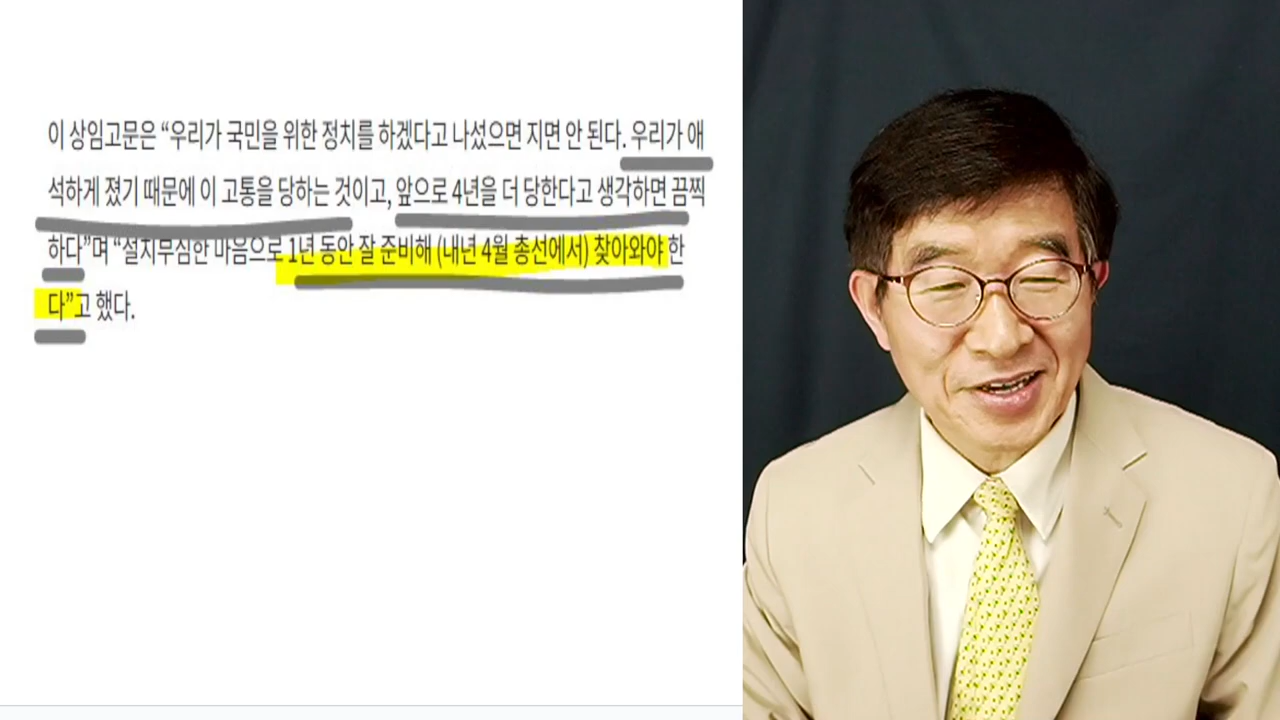 이 상임고문은 “우리가 국민을 위한 정치를 하겠다고 나섰으면 지면 안 된다. 우리가 애
석하게 졌기 때문에 이 고통을 당하는 것이고, 앞으로 4년을 더 당한다고 생각하면 끔찍
하다”며 “절치부심한 마음으로 1년 동안 잘 준비해 (내년 4월 총선에서) 찾아와야 한
다”고 했다.